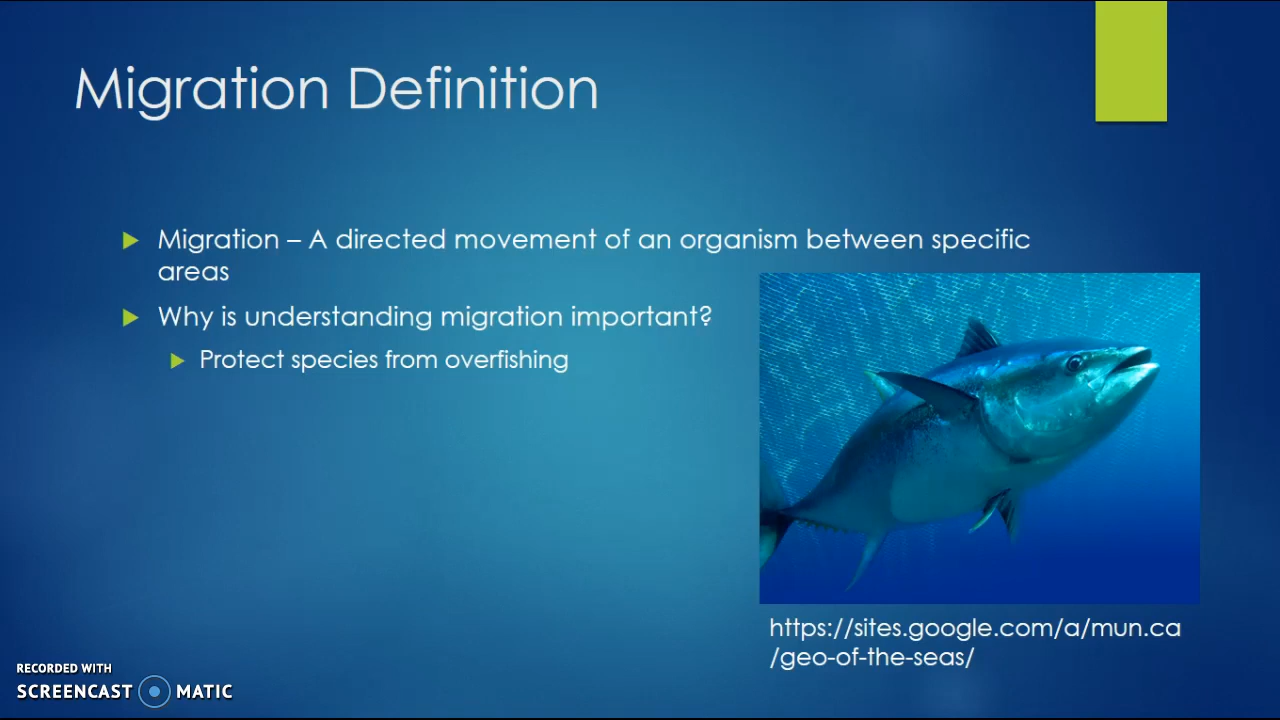 Migration Definition
Migration – A directed movement of an organism between specific
areas
Why is understanding migration important?
Protect species from overfishing
https://sites.google.com/a/mun.ca
/geo-of-the-seas/
RECORDED WITH
SCREENCAST MATIC